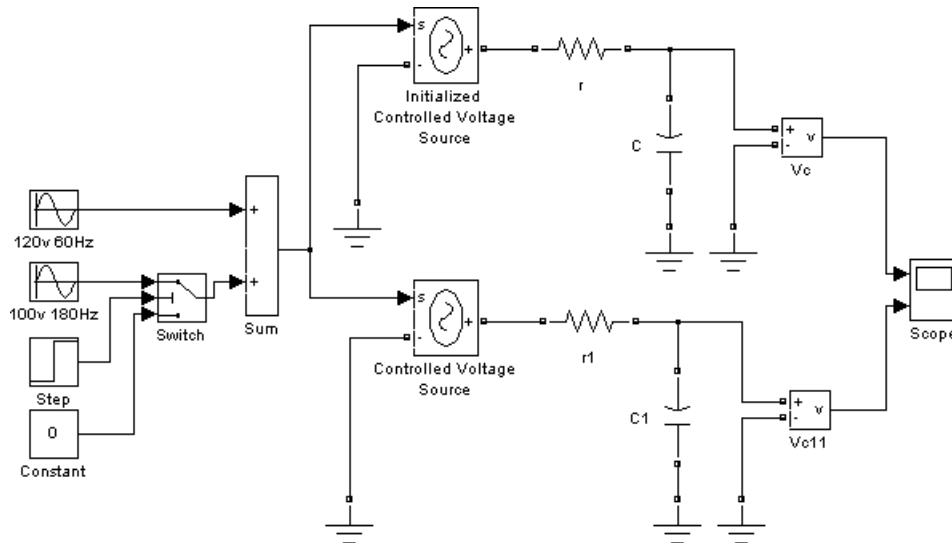 s
+
-
Initialized
Controlled Voltage
Source
r
C
+
-
v
Vc
120v 60Hz
100v 180Hz
Switch
+
+
Sum
Step
0
Constant
s
+
-
Controlled Voltage
Source
r1
C1
+
-
v
Vc11
Scope